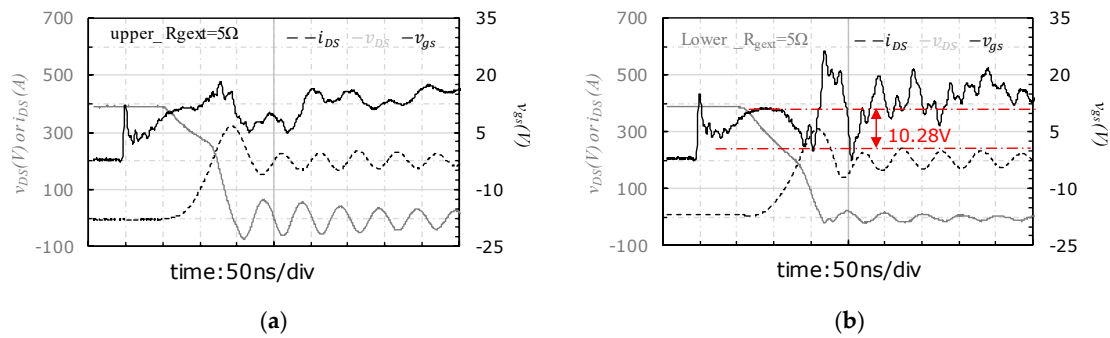 700
500
300
100
-100
35
20
5
-10
-25
v_DS(V) or i_DS (A)
v_gs(V)
upper_Rgext=5Ω
i_DS
v_DS
v_gs
time:50ns/div
(a)
700
500
300
100
-100
35
20
5
-10
-25
v_DS(V) or i_DS (A)
v_gs(V)
Lower _R_gext=5Ω
i_DS
v_DS
v_gs
10.28V
time:50ns/div
(b)